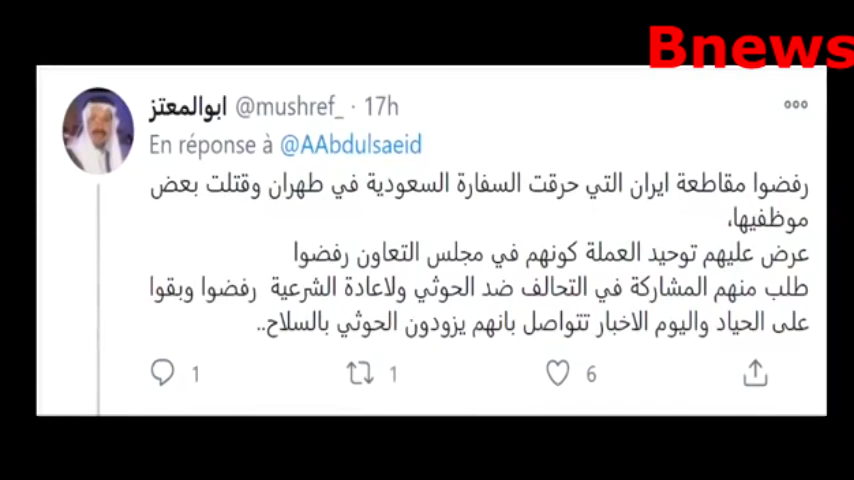 Bnews
ابوالمعتز @mushref_ · 17h
En réponse à @AAbdulsaeid
رفضوا مقاطعة ايران التي حرقت السفارة السعودية في طهران وقتلت بعض
موظفيها،
عرض عليهم توحيد العملة كونهم في مجلس التعاون رفضوا
طلب منهم المشاركة في التحالف ضد الحوثي ولاعادة الشرعية رفضوا وبقوا
على الحياد واليوم الاخبار تتواصل بانهم يزودون الحوثي بالسلاح..
1 1 6